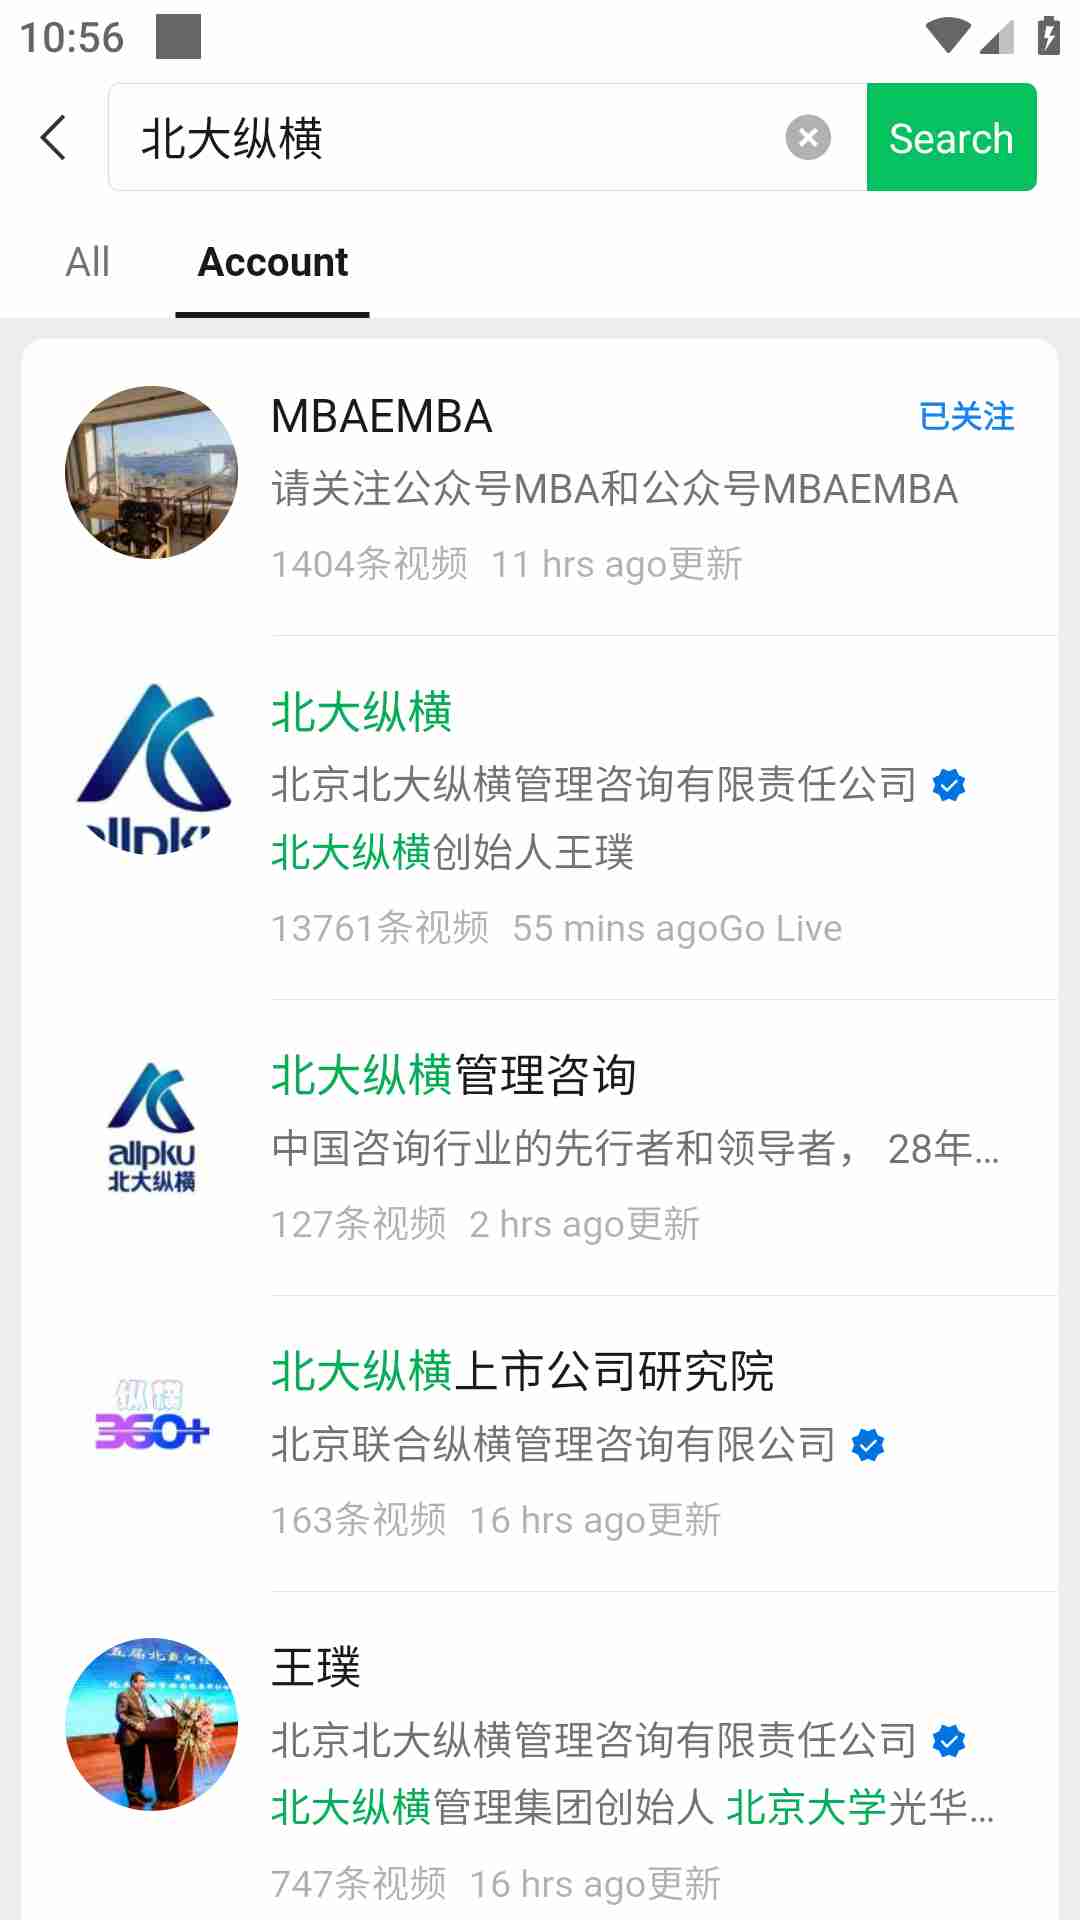 10:56
北大纵横
Search
All Account
MBAEMBA 已关注
请关注公众号MBA和公众号MBAEMBA
1404条视频 11 hrs ago更新
北大纵横
北京北大纵横管理咨询有限责任公司
北大纵横创始人王璞
13761条视频 55 mins agoGo Live
allpku
北大纵横
北大纵横管理咨询
中国咨询行业的先行者和领导者， 28年...
127条视频 2 hrs ago更新
纵横
360+
北大纵横上市公司研究院
北京联合纵横管理咨询有限公司
163条视频 16 hrs ago更新
王璞
北京北大纵横管理咨询有限责任公司
北大纵横管理集团创始人 北京大学光华...
747条视频 16 hrs ago更新